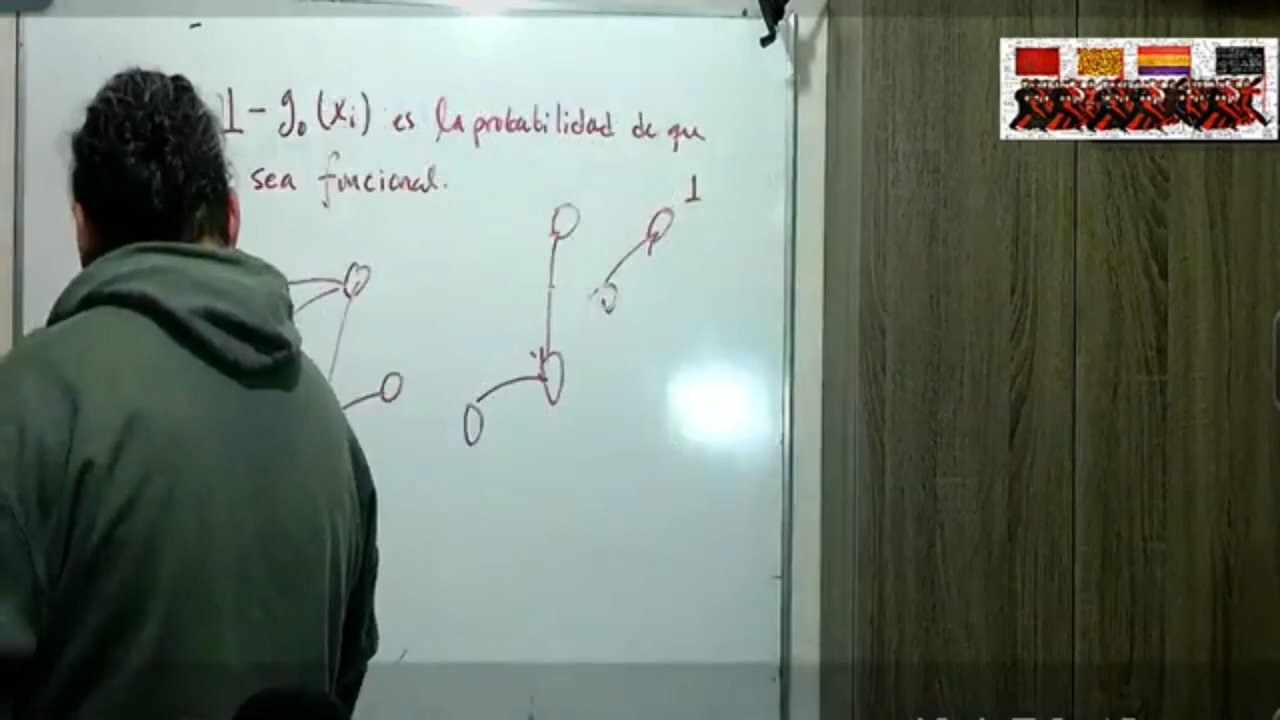 1 - g₀(xᵢ) es la probabilidad de que
sea funcional.
1